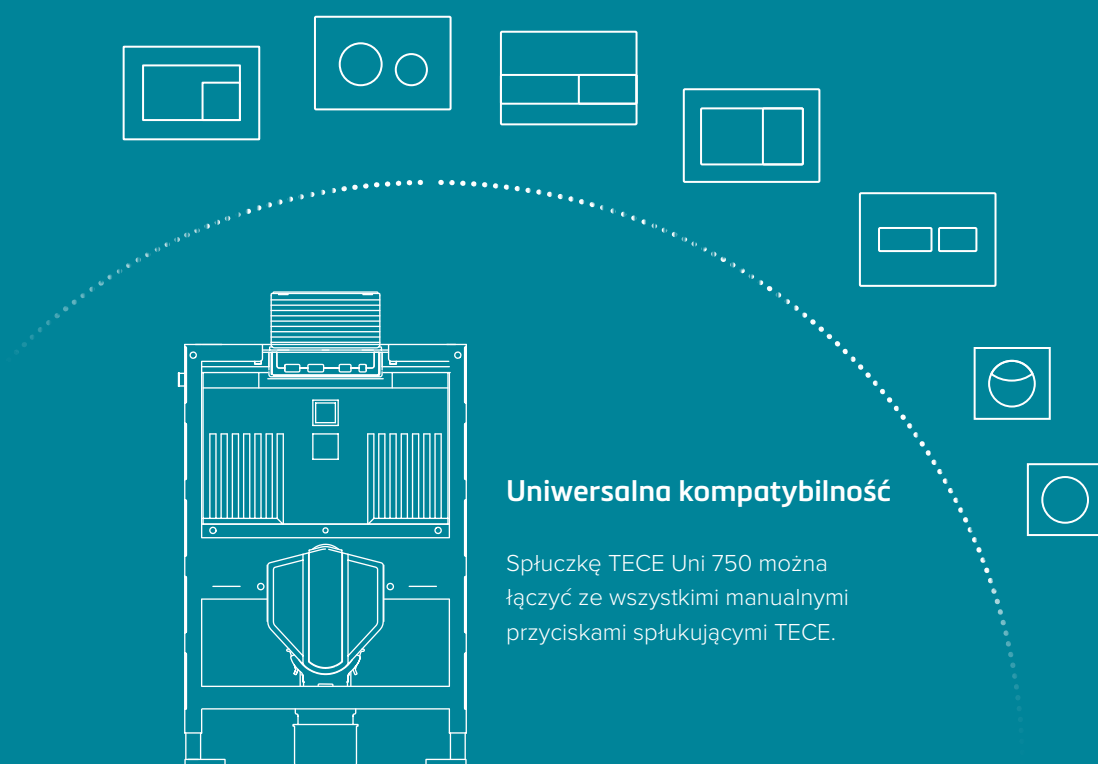 Uniwersalna kompatybilność
Spłuczkę TECE Uni 750 można
łączyć ze wszystkimi manualnymi
przyciskami spłukującymi TECE.